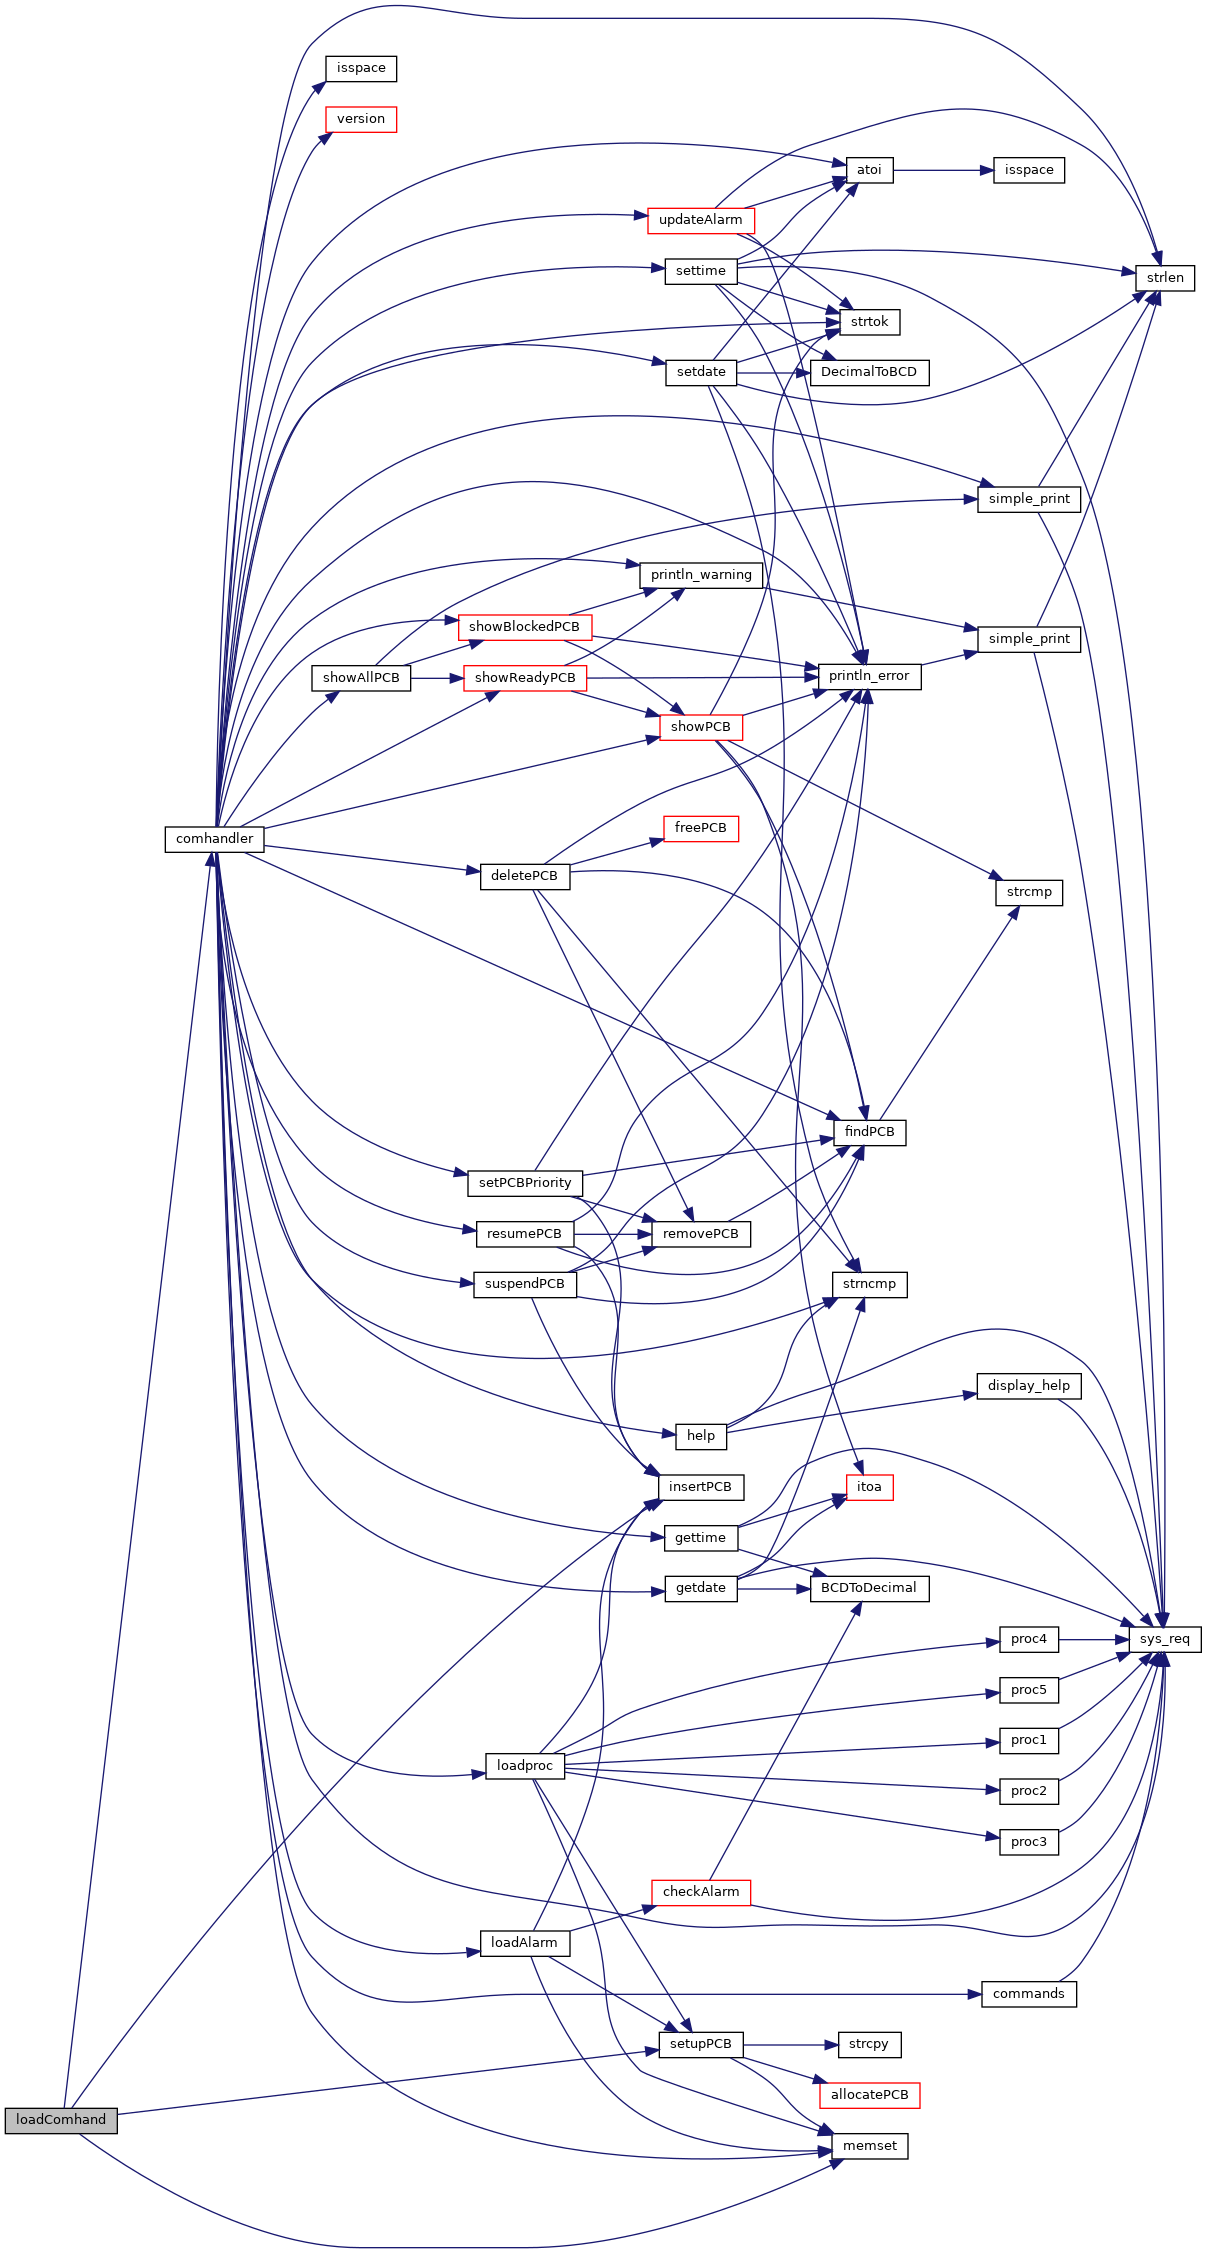 isspace
version
atoi
isspace
updateAlarm
settime
strlen
strtok
setdate
DecimalToBCD
simple_print
println_warning
showBlockedPCB
simple_print
showAllPCB
showReadyPCB
println_error
showPCB
freePCB
comhandler
deletePCB
strcmp
findPCB
setPCBPriority
resumePCB
removePCB
suspendPCB
strncmp
display_help
help
insertPCB
itoa
gettime
getdate
BCDToDecimal
proc4
sys_req
proc5
proc1
loadproc
proc2
proc3
checkAlarm
loadAlarm
commands
setupPCB
strcpy
allocatePCB
loadComhand
memset